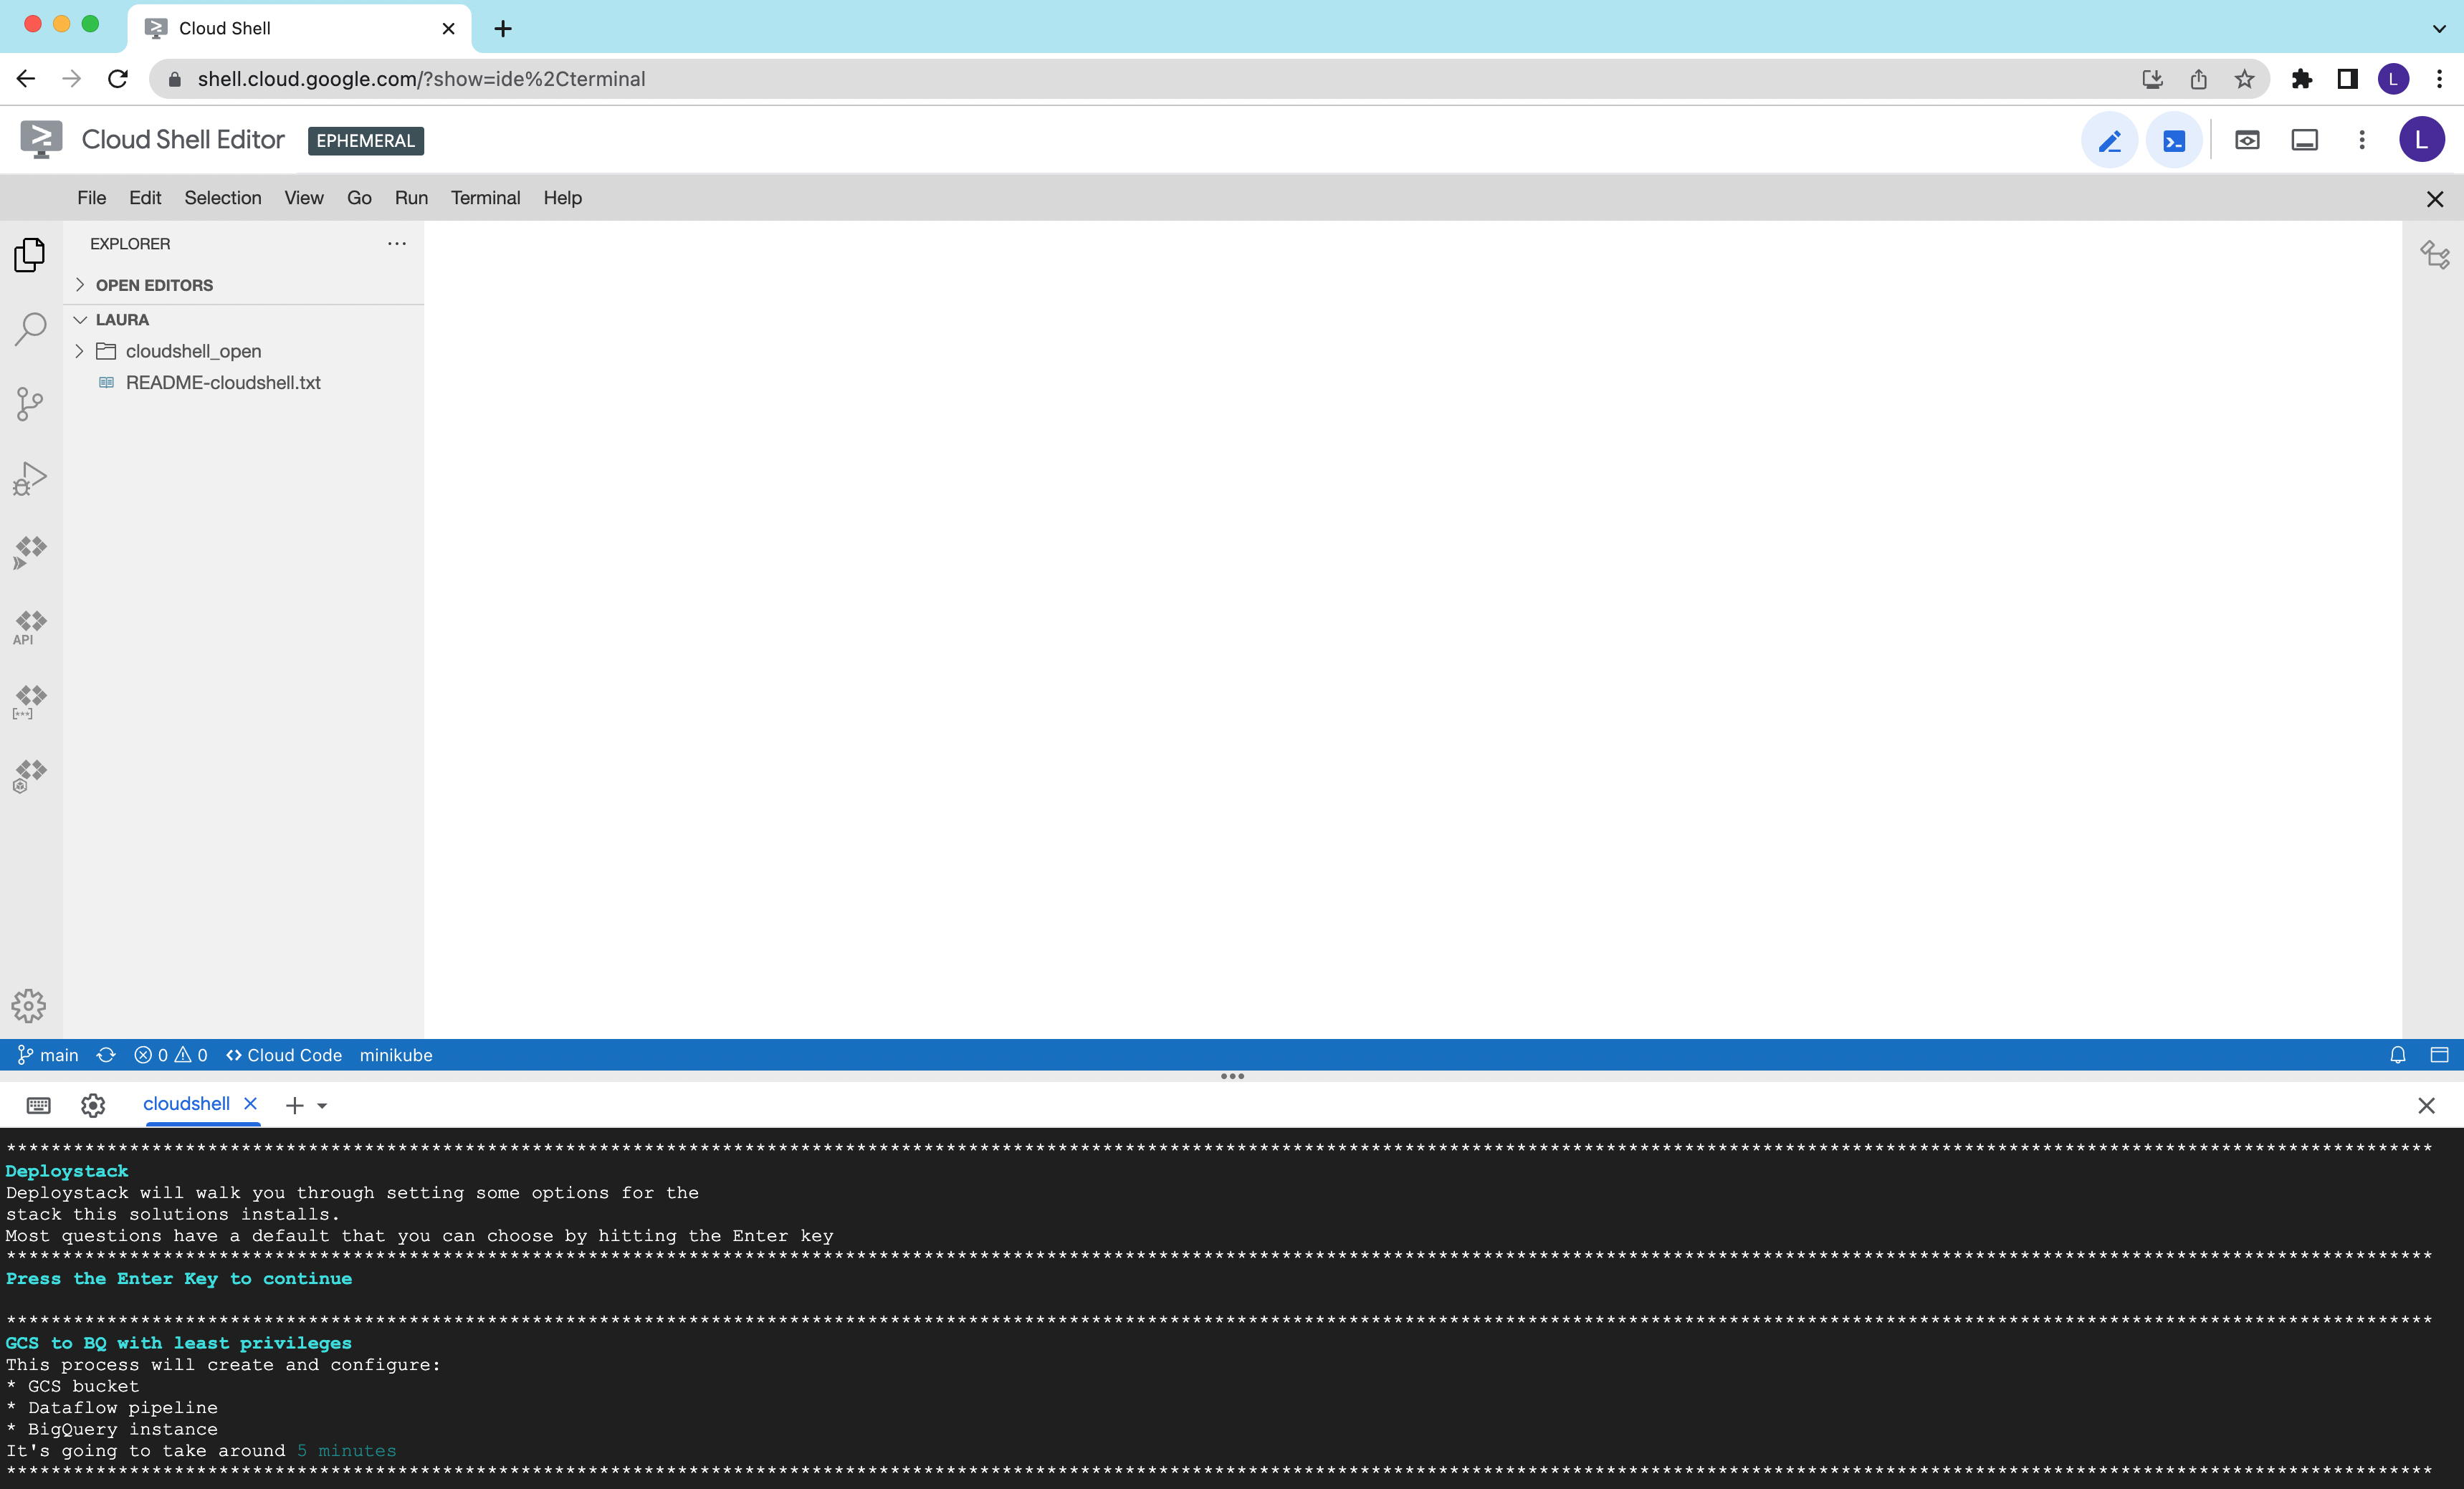 Cloud Shell
shell.cloud.google.com/?show=ide%2Cterminal
L
Cloud Shell Editor EPHEMERAL
L
File Edit Selection View Go Run Terminal Help
EXPLORER
OPEN EDITORS
LAURA
cloudshell_open
README-cloudshell.txt
API
main 0 0 Cloud Code minikube
cloudshell
Deploystack
Deploystack will walk you through setting some options for the
stack this solutions installs.
Most questions have a default that you can choose by hitting the Enter key
Press the Enter Key to continue
GCS to BQ with least privileges
This process will create and configure:
* GCS bucket
* Dataflow pipeline
* BigQuery instance
It's going to take around 5 minutes